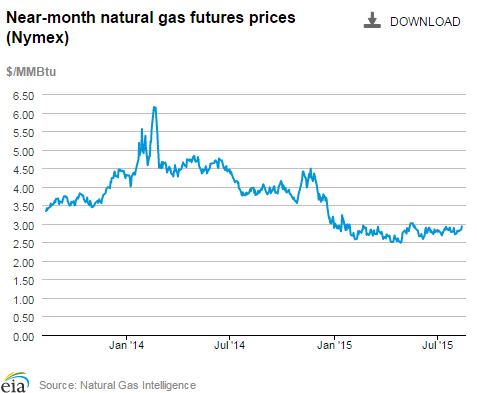 Near-month natural gas futures prices
(Nymex)
DOWNLOAD
$/MMBtu
6.50
6.00
5.50
5.00
4.50
4.00
3.50
3.00
2.50
2.00
1.50
1.00
0.50
0.00
Jan '14
Jul '14
Jan '15
Jul '15
eia
Source: Natural Gas Intelligence